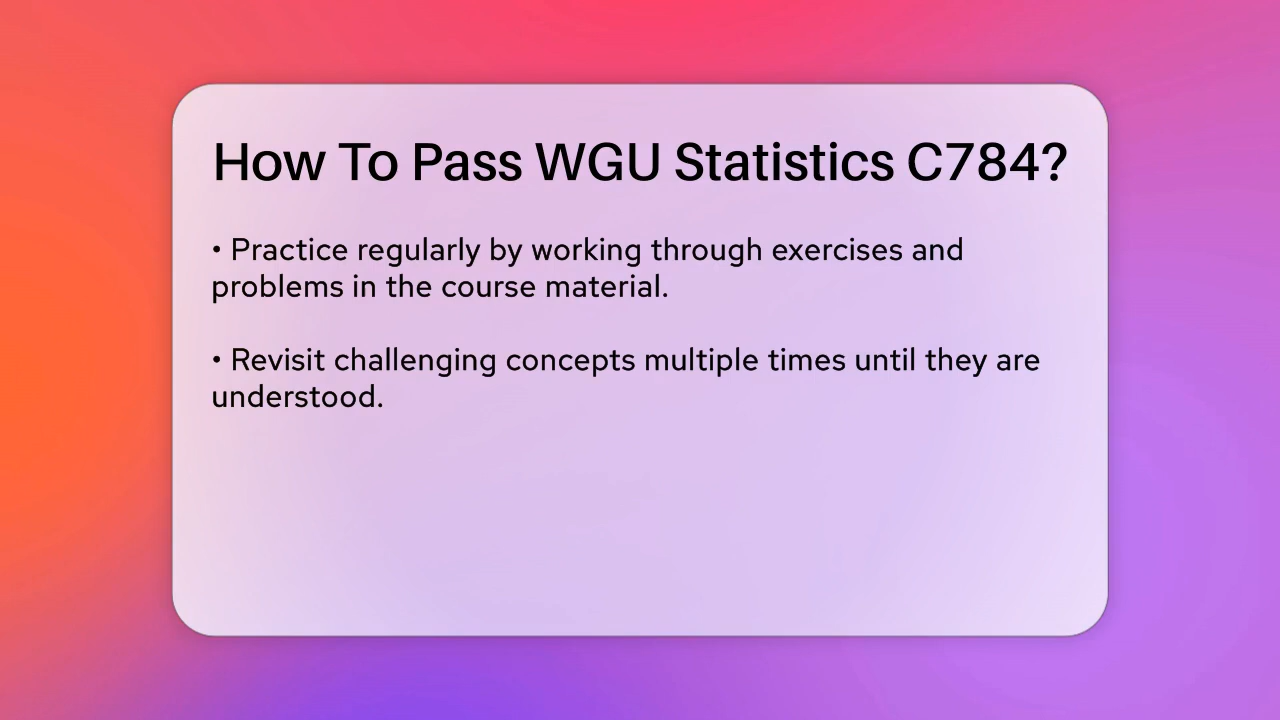 How To Pass WGU Statistics C784?
• Practice regularly by working through exercises and
problems in the course material.
• Revisit challenging concepts multiple times until they are
understood.